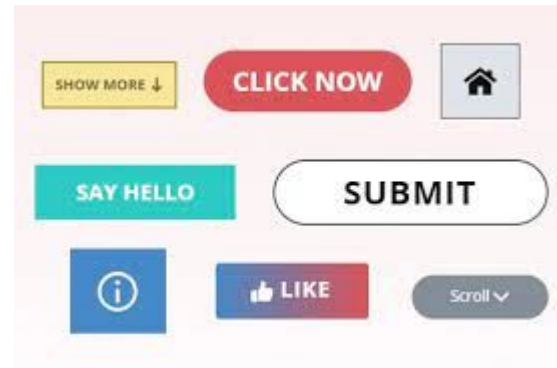 SHOW MORE ↓
CLICK NOW
SAY HELLO
SUBMIT
LIKE
Scroll